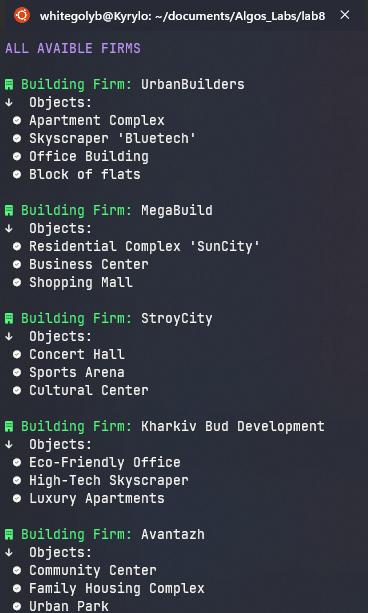 whitegolyb@Kyrylo: ~/documents/Algos_Labs/lab8
ALL AVAIBLE FIRMS
Building Firm: UrbanBuilders
Objects:
Apartment Complex
Skyscraper 'Bluetech'
Office Building
Block of flats
Building Firm: MegaBuild
Objects:
Residential Complex 'SunCity'
Business Center
Shopping Mall
Building Firm: StroyCity
Objects:
Concert Hall
Sports Arena
Cultural Center
Building Firm: Kharkiv Bud Development
Objects:
Eco-Friendly Office
High-Tech Skyscraper
Luxury Apartments
Building Firm: Avantazh
Objects:
Community Center
Family Housing Complex
Urban Park